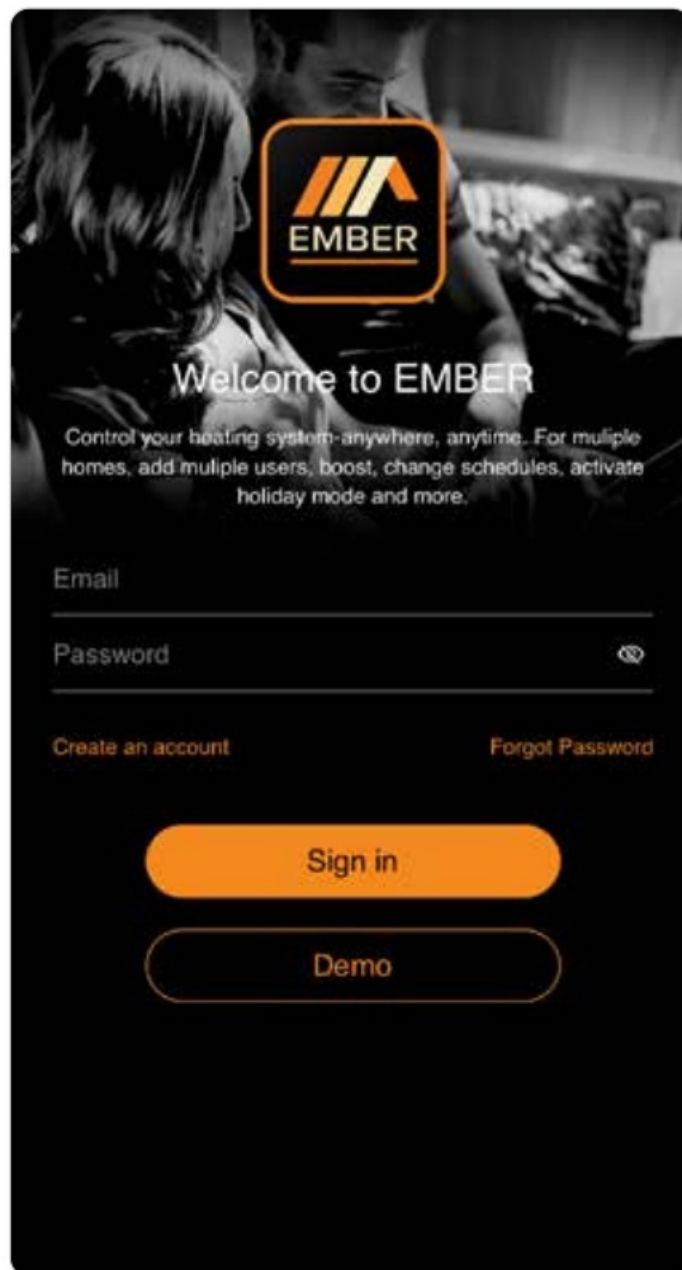 EMBER
Welcome to EMBER
Control your heating system-anywhere, anytime. For muliple
homes, add muliple users, boost, change schedules, activate
holiday mode and more.
Email
Password
Create an account
Forgot Password
Sign in
Demo